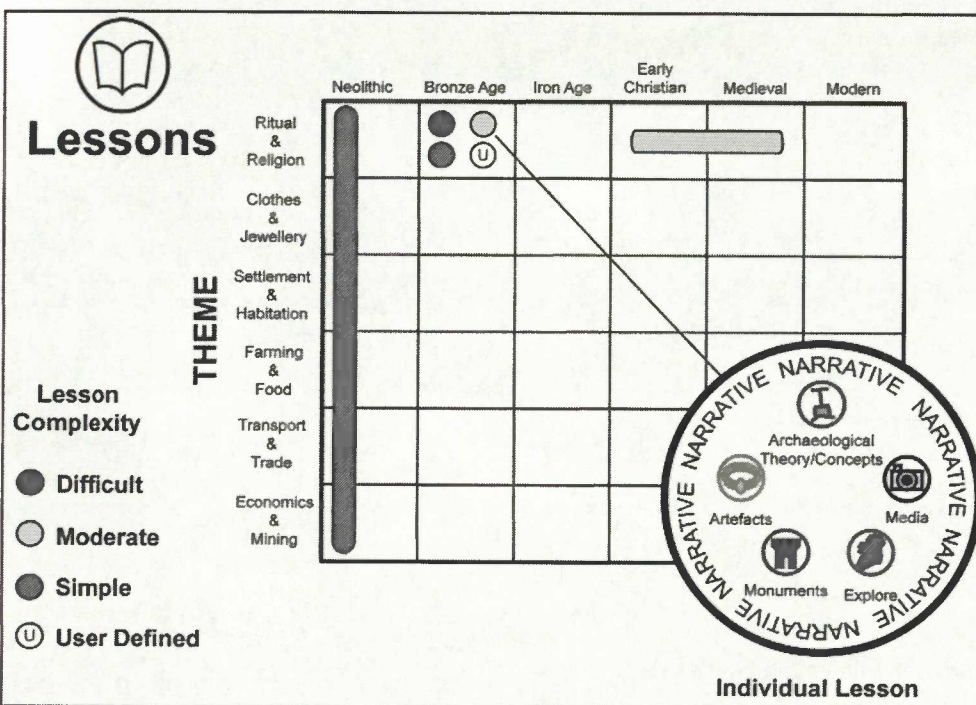 Lessons
Neolithic
Bronze Age
Iron Age
Early
Christian
Medieval
Modern
THEME
Ritual
&
Religion
Clothes
&
Jewellery
Settlement
&
Habitation
Farming
&
Food
Transport
&
Trade
Economics
&
Mining
U
Lesson
Complexity
Difficult
Moderate
Simple
U User Defined
NARRATIVE NARRATIVE NARRATIVE NARRATIVE NARRATIVE NARRATIVE NARRATIVE
Archaeological
Theory/Concepts
Artefacts
Media
Monuments
Explore
Individual Lesson